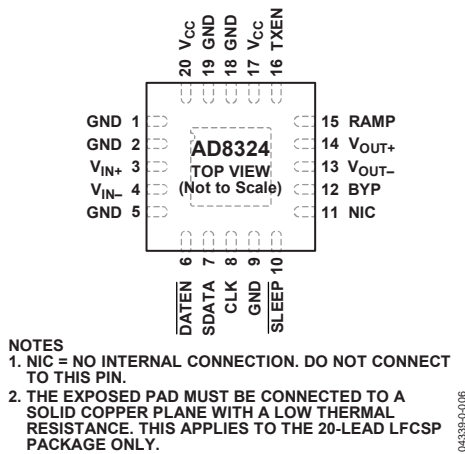 20 VCC
19 GND
18 GND
17 VCC
16 TXEN
GND 1
GND 2
VIN+ 3
VIN– 4
GND 5
AD8324
TOP VIEW
(Not to Scale)
15 RAMP
14 VOUT+
13 VOUT–
12 BYP
11 NIC
DATEN 6
SDATA 7
CLK 8
GND 9
SLEEP 10
NOTES
1. NIC = NO INTERNAL CONNECTION. DO NOT CONNECT
TO THIS PIN.
2. THE EXPOSED PAD MUST BE CONNECTED TO A
SOLID COPPER PLANE WITH A LOW THERMAL
RESISTANCE. THIS APPLIES TO THE 20-LEAD LFCSP
PACKAGE ONLY.
04339-0-006